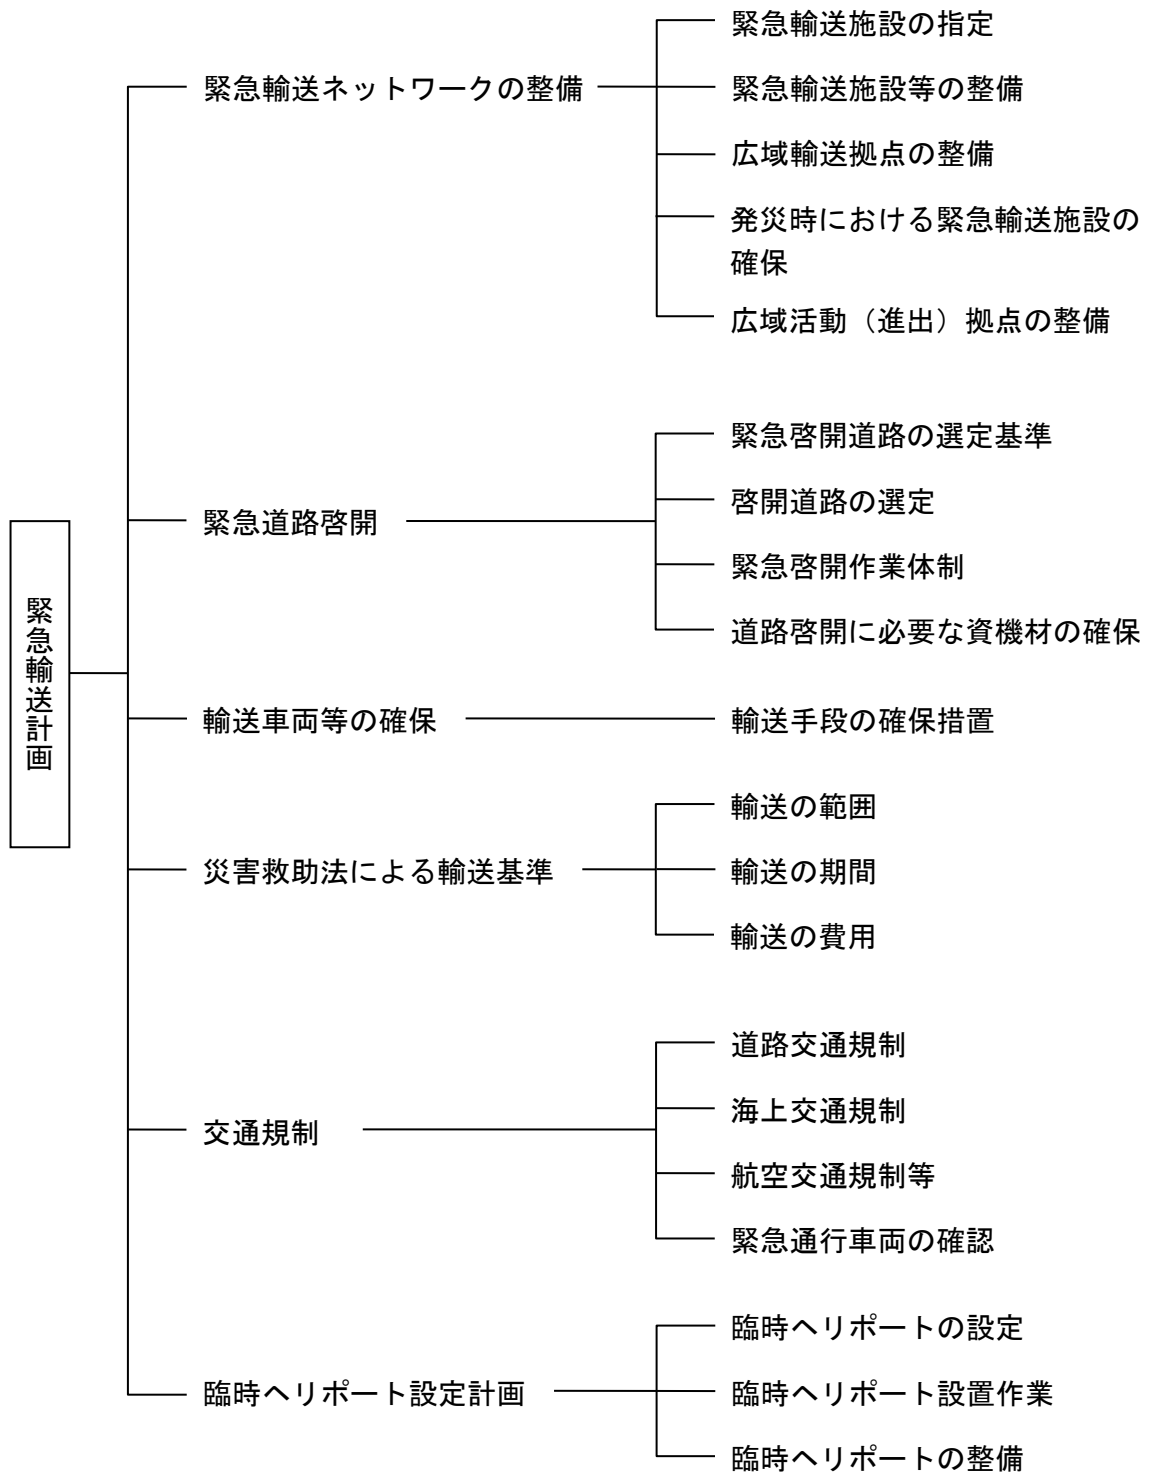 緊急輸送計画
緊急輸送ネットワークの整備
緊急輸送施設の指定
緊急輸送施設等の整備
広域輸送拠点の整備
発災時における緊急輸送施設の
確保
広域活動（進出）拠点の整備
緊急道路啓開
緊急啓開道路の選定基準
啓開道路の選定
緊急啓開作業体制
道路啓開に必要な資機材の確保
輸送車両等の確保
輸送手段の確保措置
災害救助法による輸送基準
輸送の範囲
輸送の期間
輸送の費用
交通規制
道路交通規制
海上交通規制
航空交通規制等
緊急通行車両の確認
臨時ヘリポート設定計画
臨時ヘリポートの設定
臨時ヘリポート設置作業
臨時ヘリポートの整備